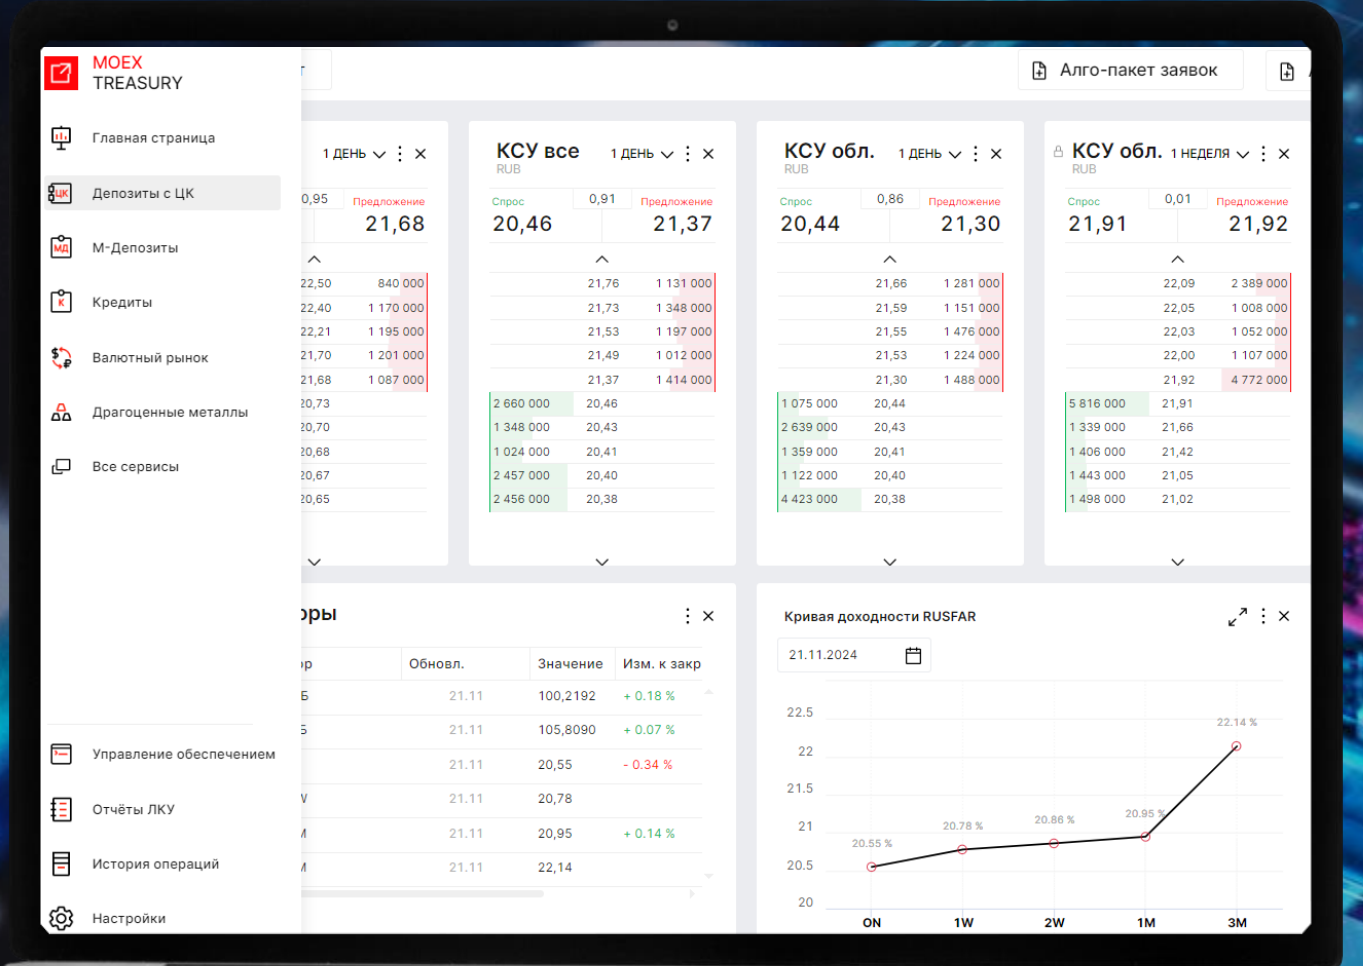 MOEX
TREASURY
Главная страница
Депозиты с ЦК
М-Депозиты
Кредиты
Валютный рынок
Драгоценные металлы
Все сервисы
Управление обеспечением
Отчёты ЛКУ
История операций
Настройки
Алго-пакет заявок
1 ДЕНЬ
0,95 Предложение
21,68
22,50 840 000
22,40 1 170 000
22,21 1 195 000
21,70 1 201 000
21,68 1 087 000
20,73
20,70
20,68
20,67
20,65
КСУ все 1 ДЕНЬ
RUB
Спрос 0,91 Предложение
20,46 21,37
21,76 1 131 000
21,73 1 348 000
21,53 1 197 000
21,49 1 012 000
21,37 1 414 000
2 660 000 20,46
1 348 000 20,43
1 024 000 20,41
2 457 000 20,40
2 456 000 20,38
КСУ обл. 1 ДЕНЬ
RUB
Спрос 0,86 Предложение
20,44 21,30
21,66 1 281 000
21,59 1 151 000
21,55 1 476 000
21,53 1 224 000
21,30 1 488 000
1 075 000 20,44
2 639 000 20,43
1 359 000 20,41
1 122 000 20,40
4 423 000 20,38
КСУ обл. 1 НЕДЕЛЯ
RUB
Спрос 0,01 Предложение
21,91 21,92
22,09 2 389 000
22,05 1 008 000
22,03 1 052 000
22,00 1 107 000
21,92 4 772 000
5 816 000 21,91
1 339 000 21,66
1 406 000 21,42
1 443 000 21,05
1 498 000 21,02
Обновл. Значение Изм. к закр
21.11 100,2192 + 0.18 %
21.11 105,8090 + 0.07 %
21.11 20,55 - 0.34 %
21.11 20,78
21.11 20,95 + 0.14 %
21.11 22,14
Кривая доходности RUSFAR
21.11.2024
22.5
22
21.5
21
20.5
20
20.55 %
20.78 %
20.86 %
20.95 %
22.14 %
ON 1W 2W 1M 3M